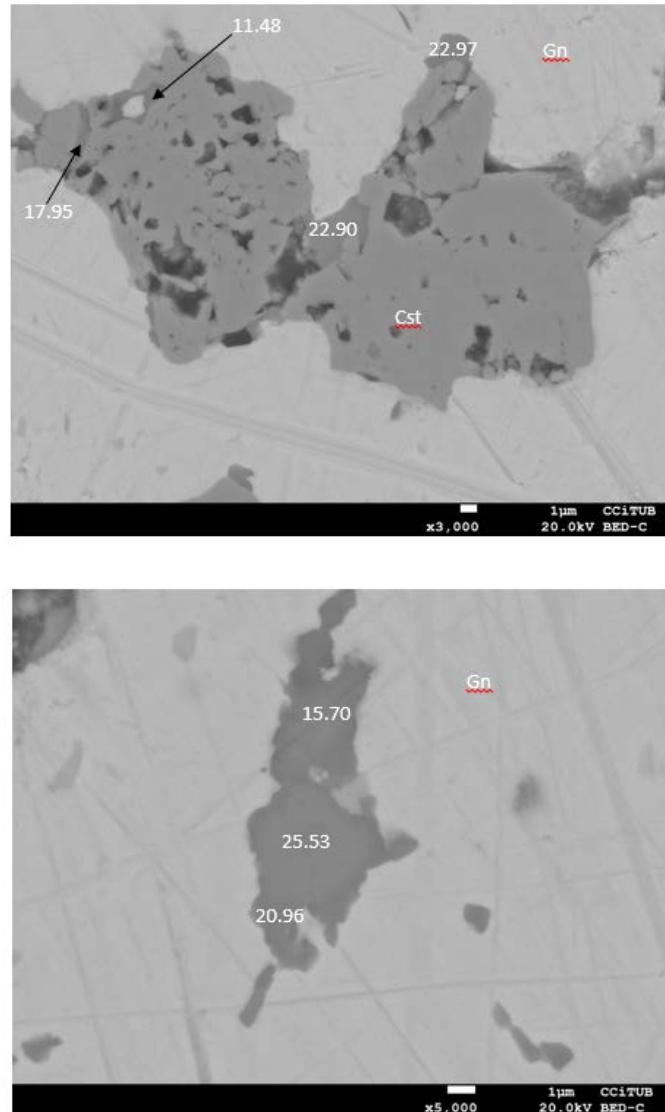 11.48
22.97
Gn
17.95
22.90
Cst
1µm CCiTUB
x3,000 20.0kV BED-C
Gn
15.70
25.53
20.96
1µm CCiTUB
x5,000 20.0kV BED-C